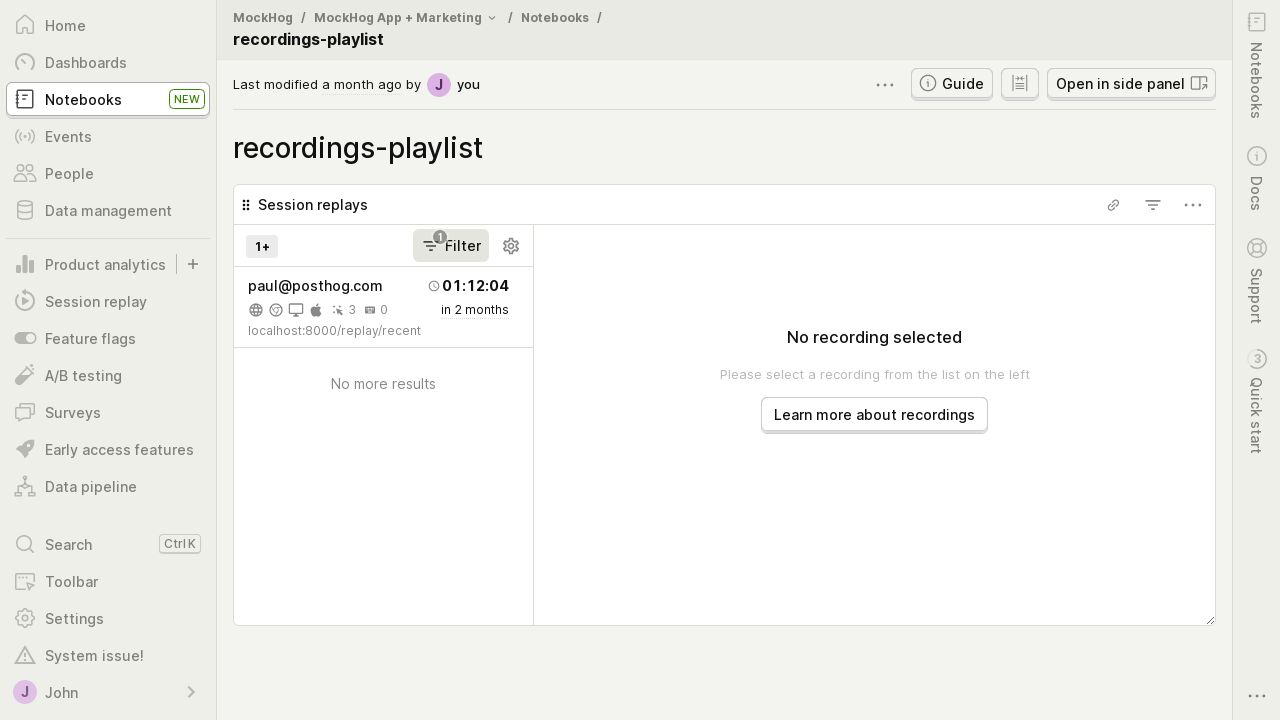 Home
Dashboards
Notebooks NEW
Events
People
Data management
Product analytics
Session replay
Feature flags
A/B testing
Surveys
Early access features
Data pipeline
Search Ctrl K
Toolbar
Settings
System issue!
J John
MockHog / MockHog App + Marketing / Notebooks /
recordings-playlist
Last modified a month ago by J you
Guide
Open in side panel
recordings-playlist
Session replays
1+
1 Filter
paul@posthog.com 01:12:04
3 0 in 2 months
localhost:8000/replay/recent
No more results
No recording selected
Please select a recording from the list on the left
Learn more about recordings
Notebooks
Docs
Support
3 Quick start